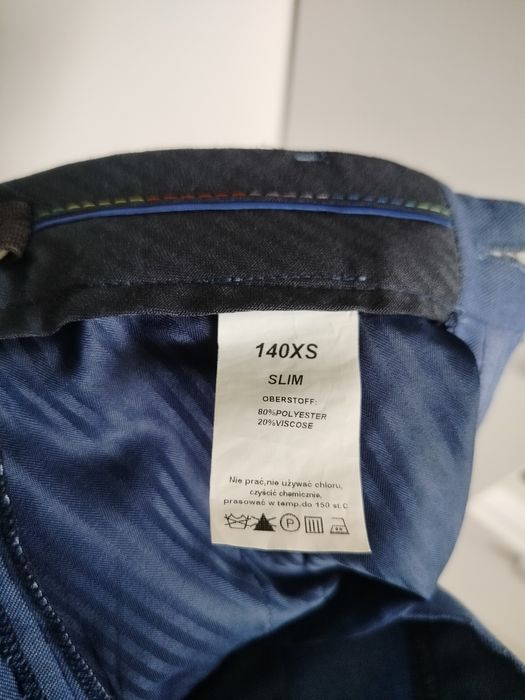 140XS
SLIM
OBERSTOFF:
80%POLYESTER
20%VISCOSE
Nie prać,nie używać chloru,
czyścić chemicznie,
prasować w temp.do 150 st.C
P